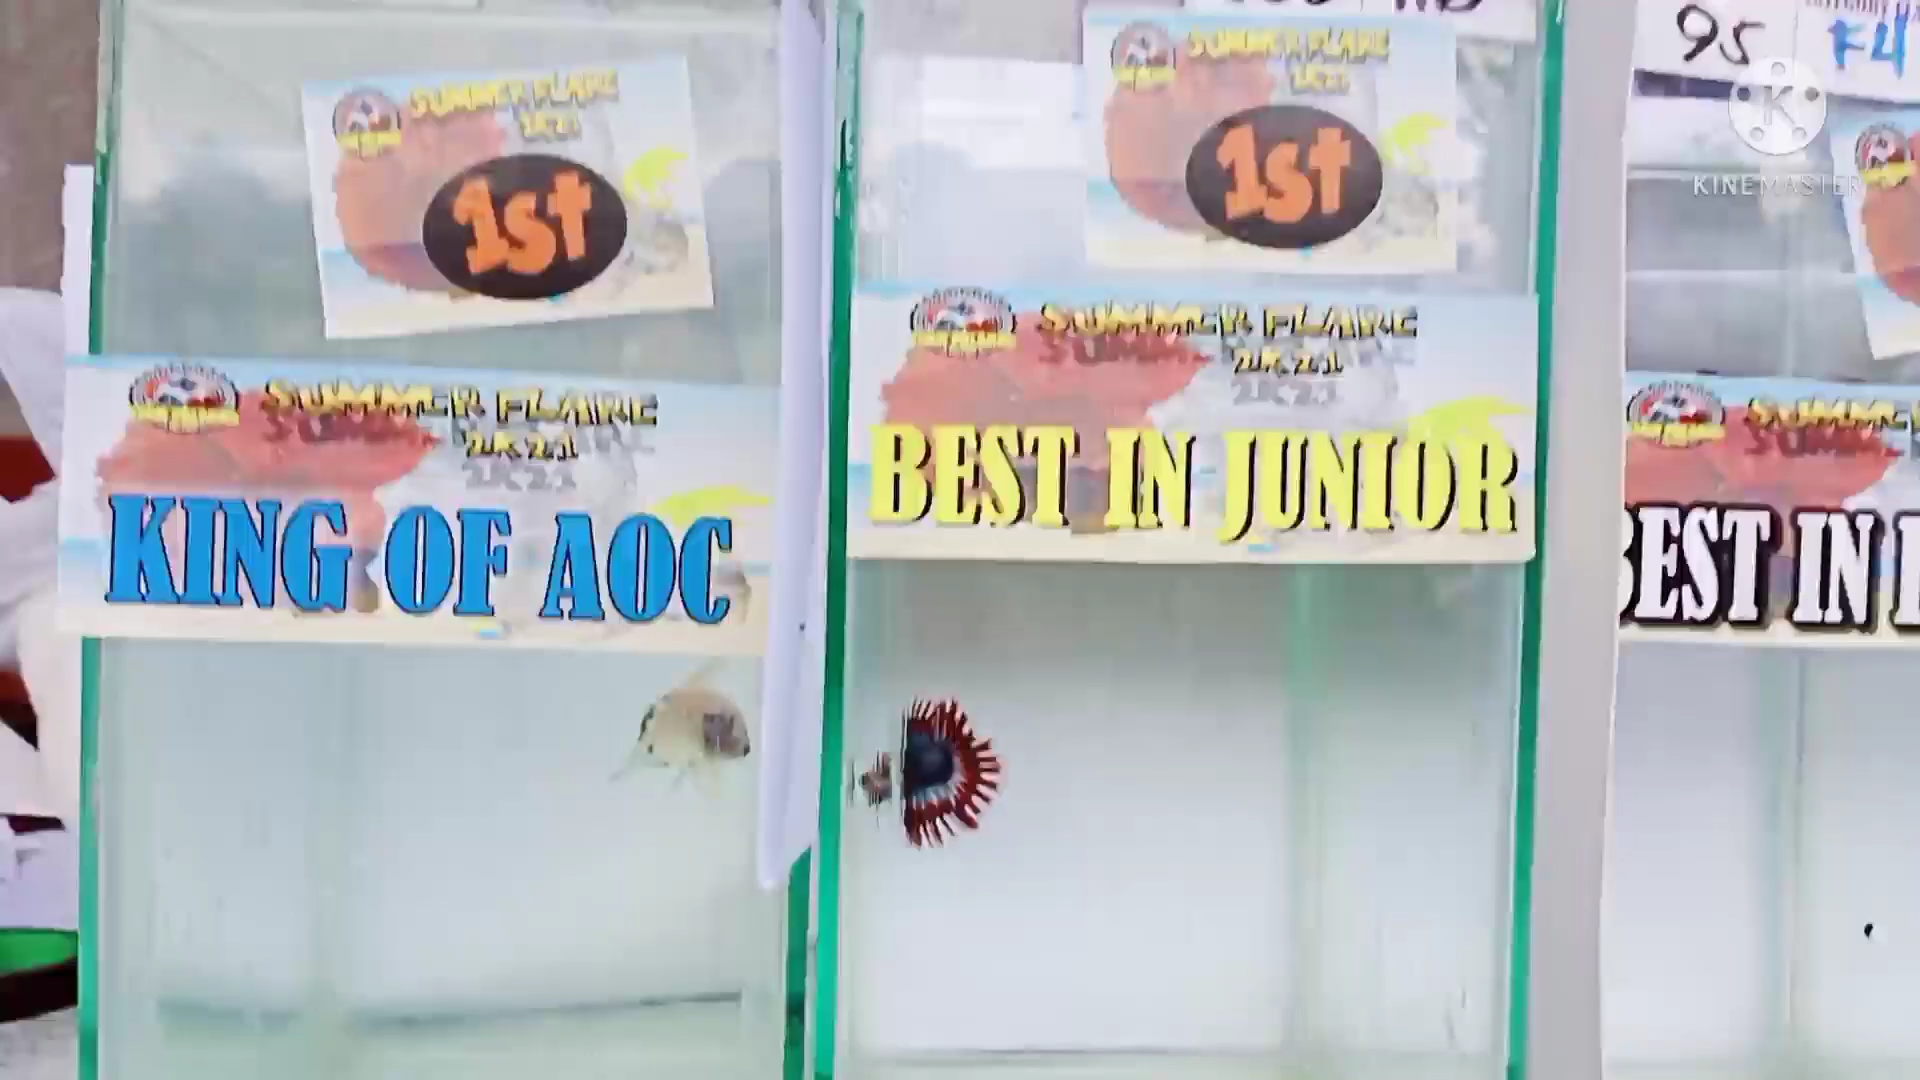 SUMMER FLARE
2K21
1st
SUMMER FLARE
2K21
KING OF AOC
SUMMER FLARE
2K21
1st
SUMMER FLARE
2K21
BEST IN JUNIOR
95 F4
KINEMASTER
BEST IN